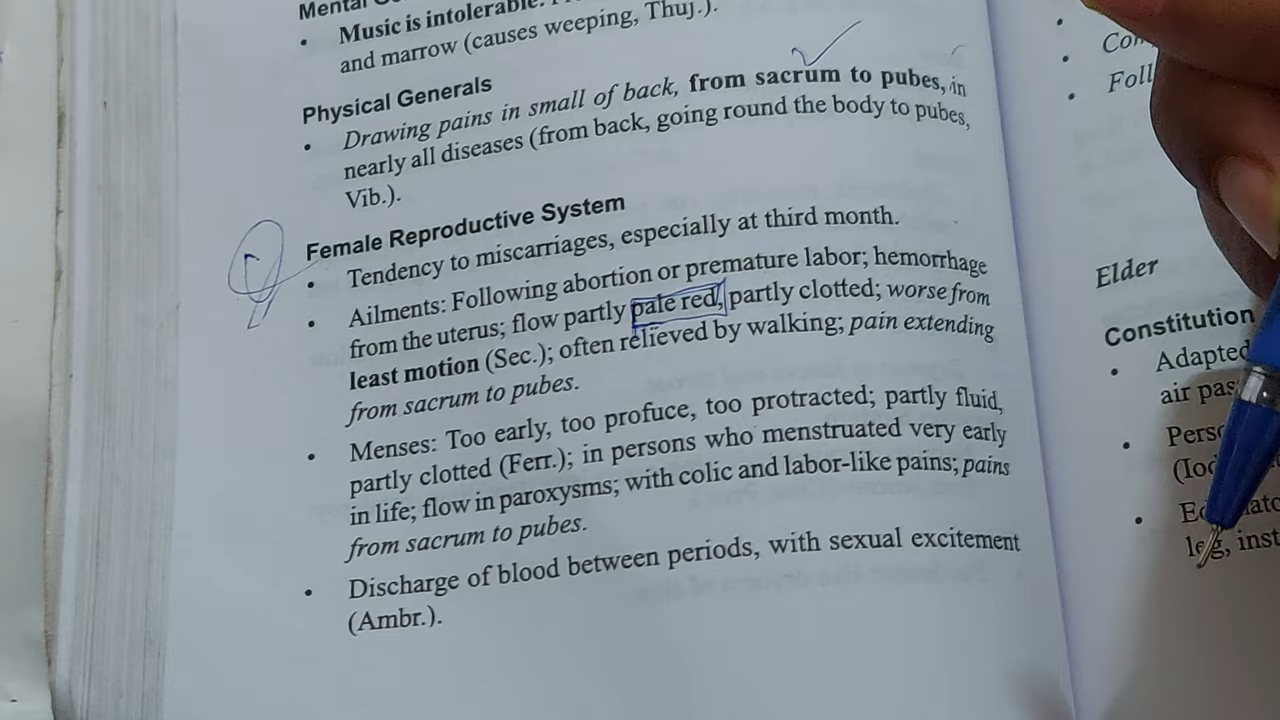 Mental
• Music is intolerable.
and marrow (causes weeping, Thuj.).
Physical Generals
• Drawing pains in small of back, from sacrum to pubes, in
nearly all diseases (from back, going round the body to pubes,
Vib.).
Female Reproductive System
• Tendency to miscarriages, especially at third month.
• Ailments: Following abortion or premature labor; hemorrhage
from the uterus; flow partly pale red, partly clotted; worse from
least motion (Sec.); often relieved by walking; pain extending
from sacrum to pubes.
• Menses: Too early, too profuce, too protracted; partly fluid,
partly clotted (Ferr.); in persons who menstruated very early
in life; flow in paroxysms; with colic and labor-like pains; pains
from sacrum to pubes.
• Discharge of blood between periods, with sexual excitement
(Ambr.).
Elder
Constitution
• Adapted
air
•
•
leg, inst